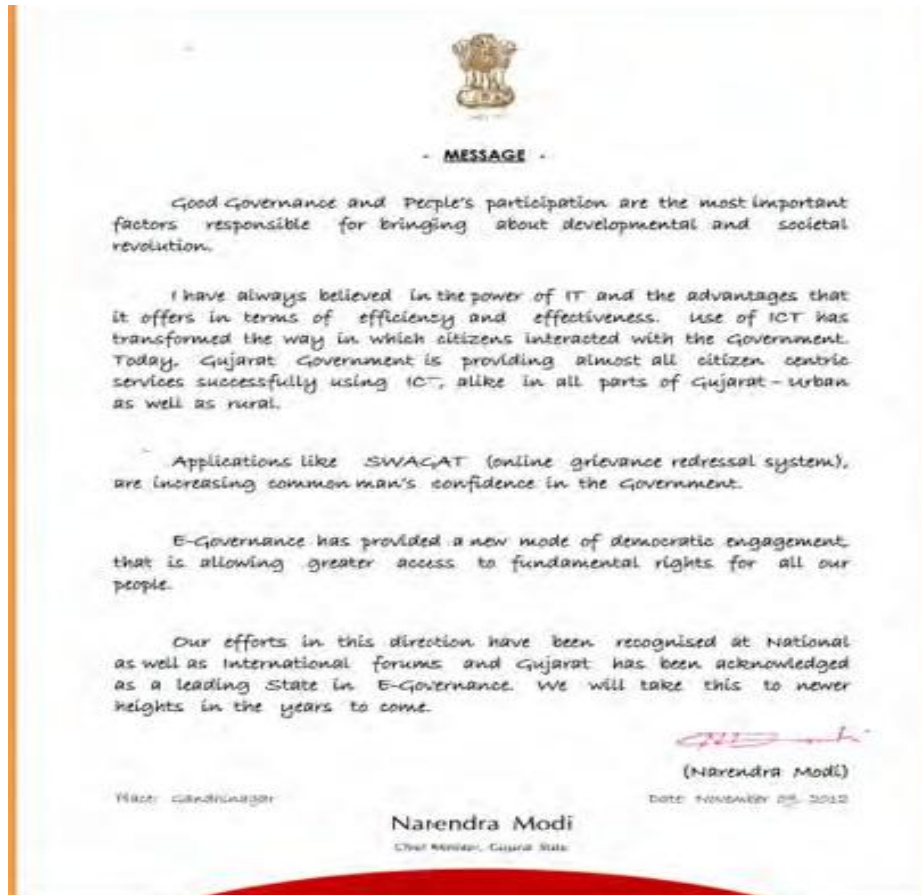 - MESSAGE -
Good Governance and People's participation are the most important
factors responsible for bringing about developmental and societal
revolution.
I have always believed in the power of IT and the advantages that
it offers in terms of efficiency and effectiveness. Use of ICT has
transformed the way in which citizens interacted with the Government.
Today, Gujarat Government is providing almost all citizen centric
services successfully using ICT, alike in all parts of Gujarat - urban
as well as rural.
Applications like SWAGAT (online grievance redressal system),
are increasing common man's confidence in the Government.
E-Governance has provided a new mode of democratic engagement,
that is allowing greater access to fundamental rights for all our
people.
Our efforts in this direction have been recognised at National
as well as International forums and Gujarat has been acknowledged
as a leading State in E-Governance. We will take this to newer
heights in the years to come.
(Narendra Modi)
Place: Gandhinagar
Date: November 2012
Narendra Modi
Chief Minister, Gujarat State